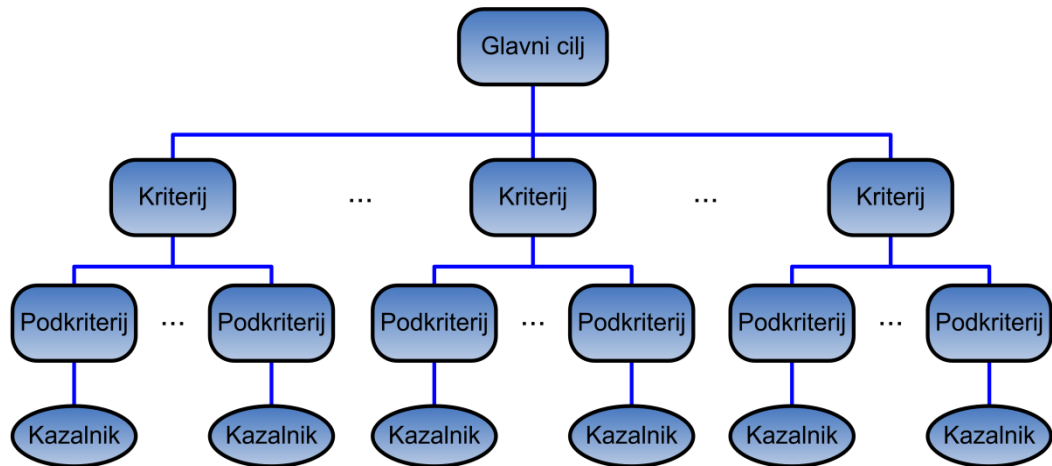 Glavni cilj
Kriterij ... Kriterij ... Kriterij
Podkriterij ... Podkriterij Podkriterij ... Podkriterij Podkriterij ... Podkriterij
Kazalnik Kazalnik Kazalnik Kazalnik Kazalnik Kazalnik